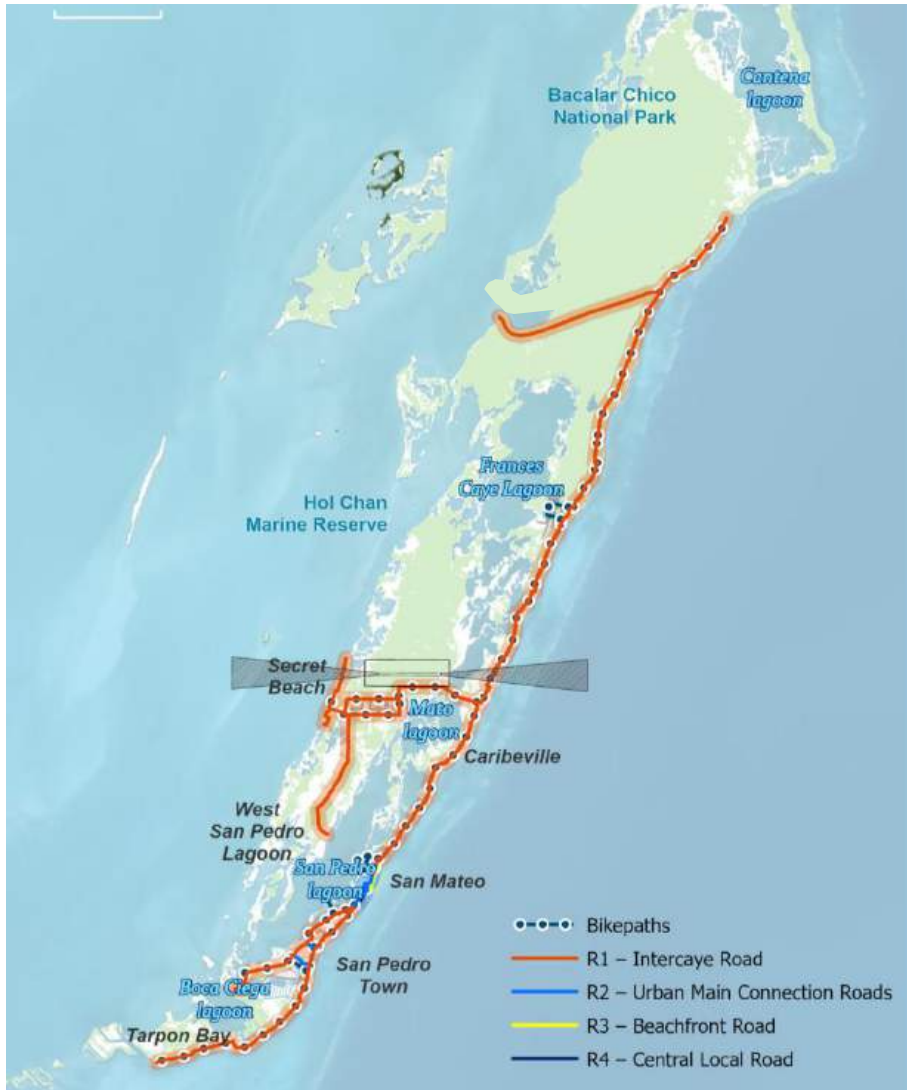 Cantena
lagoon
Bacalar Chico
National Park
Frances
Caye Lagoon
Hol Chan
Marine Reserve
Secret
Beach
Mato
lagoon
Caribeville
West
San Pedro
Lagoon
San Pedro
lagoon
San Mateo
San Pedro
Town
Boca Ciega
lagoon
Tarpon Bay
Bikepaths
R1 – Intercaye Road
R2 – Urban Main Connection Roads
R3 – Beachfront Road
R4 – Central Local Road